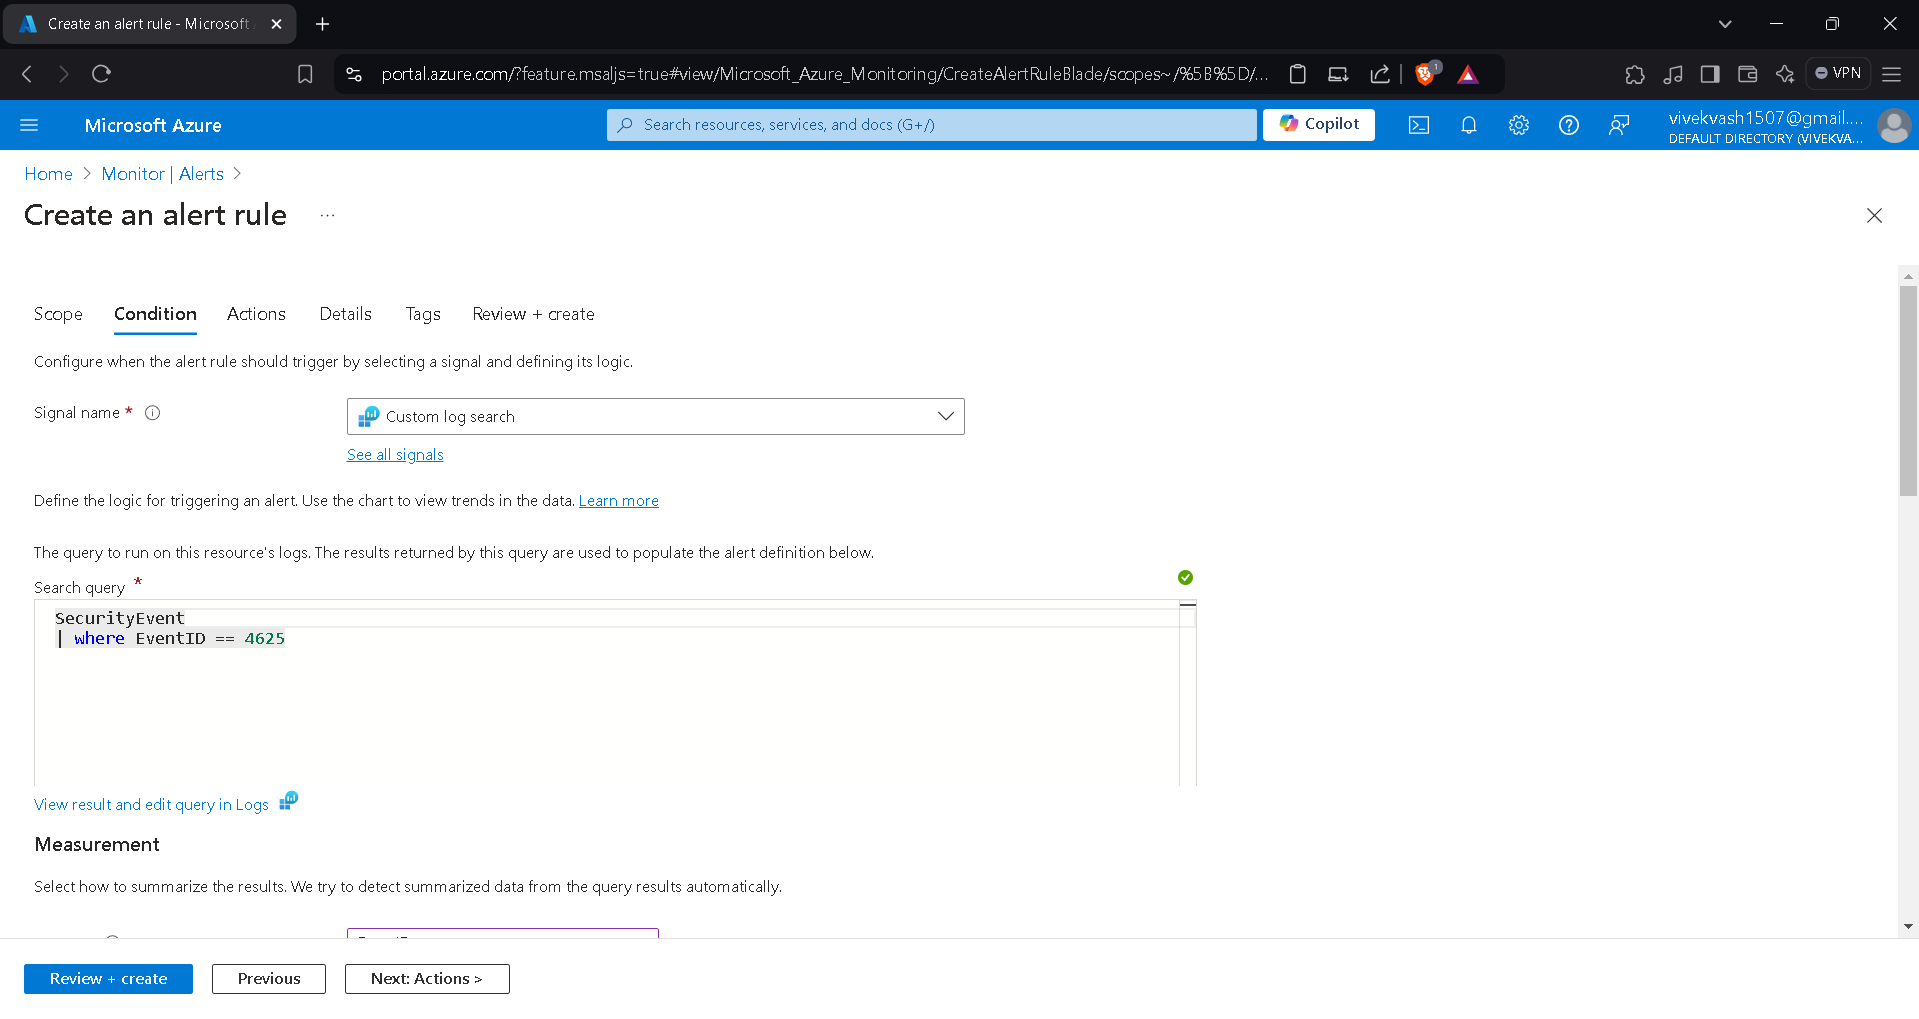 Create an alert rule - Microsoft
portal.azure.com/?feature.msaljs=true#view/Microsoft_Azure_Monitoring/CreateAlertRuleBlade/scopes~/%5B%5D/...
1
VPN
Microsoft Azure
Search resources, services, and docs (G+/)
Copilot
vivekvash1507@gmail....
DEFAULT DIRECTORY (VIVEKVA...
Home > Monitor | Alerts >
Create an alert rule ...
Scope Condition Actions Details Tags Review + create
Configure when the alert rule should trigger by selecting a signal and defining its logic.
Signal name *
Custom log search
See all signals
Define the logic for triggering an alert. Use the chart to view trends in the data. Learn more
The query to run on this resource's logs. The results returned by this query are used to populate the alert definition below.
Search query *
SecurityEvent
| where EventID == 4625
View result and edit query in Logs
Measurement
Select how to summarize the results. We try to detect summarized data from the query results automatically.
Review + create
Previous
Next: Actions >